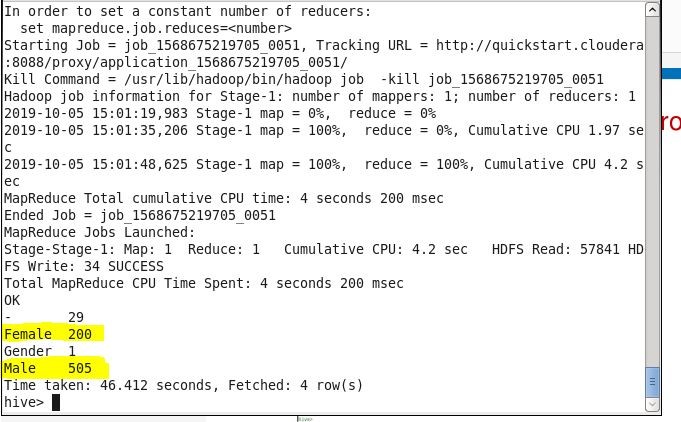 In order to set a constant number of reducers:
  set mapreduce.job.reduces=<number>
Starting Job = job_1568675219705_0051, Tracking URL = http://quickstart.cloudera
:8088/proxy/application_1568675219705_0051/
Kill Command = /usr/lib/hadoop/bin/hadoop job  -kill job_1568675219705_0051
Hadoop job information for Stage-1: number of mappers: 1; number of reducers: 1
2019-10-05 15:01:19,983 Stage-1 map = 0%,  reduce = 0%
2019-10-05 15:01:35,206 Stage-1 map = 100%,  reduce = 0%, Cumulative CPU 1.97 se
c
2019-10-05 15:01:48,625 Stage-1 map = 100%,  reduce = 100%, Cumulative CPU 4.2 s
ec
MapReduce Total cumulative CPU time: 4 seconds 200 msec
Ended Job = job_1568675219705_0051
MapReduce Jobs Launched:
Stage-Stage-1: Map: 1  Reduce: 1   Cumulative CPU: 4.2 sec   HDFS Read: 57841 HD
FS Write: 34 SUCCESS
Total MapReduce CPU Time Spent: 4 seconds 200 msec
OK
-       29
Female  200
Gender  1
Male    505
Time taken: 46.412 seconds, Fetched: 4 row(s)
hive>
ro